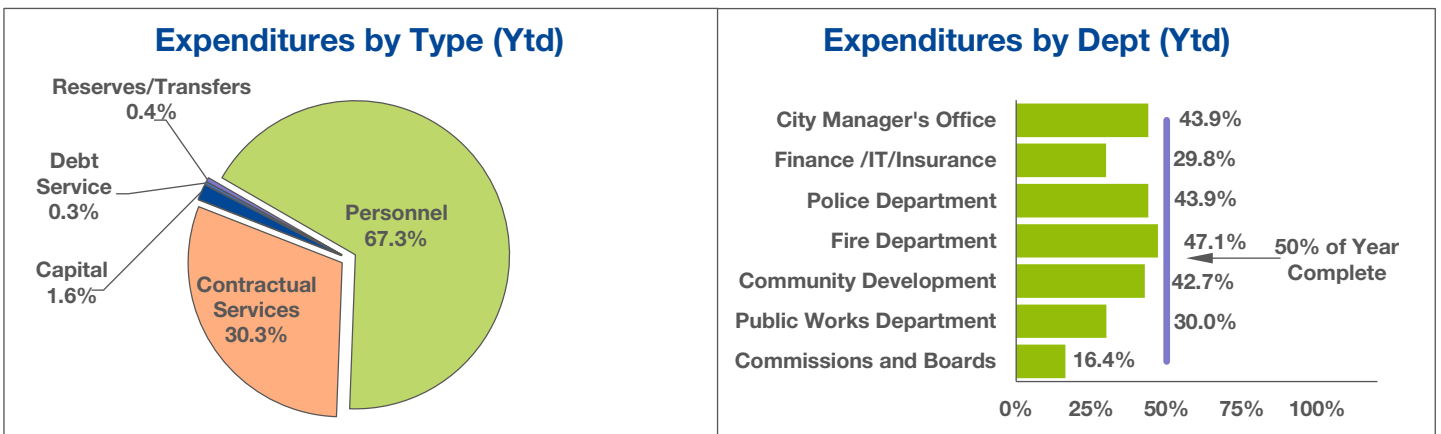 Expenditures by Type (Ytd)
Reserves/Transfers
0.4%
Debt
Service
0.3%
Capital
1.6%
Personnel
67.3%
Contractual
Services
30.3%
Expenditures by Dept (Ytd)
City Manager's Office 43.9%
Finance /IT/Insurance 29.8%
Police Department 43.9%
Fire Department 47.1%
Community Development 42.7%
Public Works Department 30.0%
Commissions and Boards 16.4%
50% of Year
Complete
0% 25% 50% 75% 100%